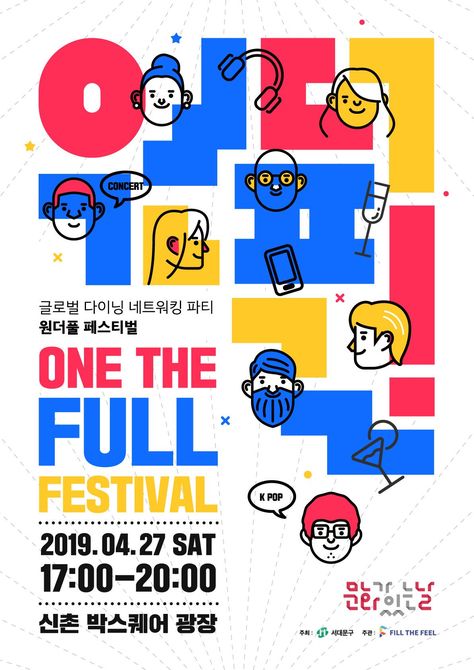 CONCERT
글로벌 다이닝 네트워킹 파티
원더풀 페스티벌
ONE THE
FULL
FESTIVAL
K POP
2019. 04. 27 SAT
17:00–20:00
신촌 박스퀘어 광장
문화가있는날
주최 : 서대문구 주관 : FILL THE FEEL